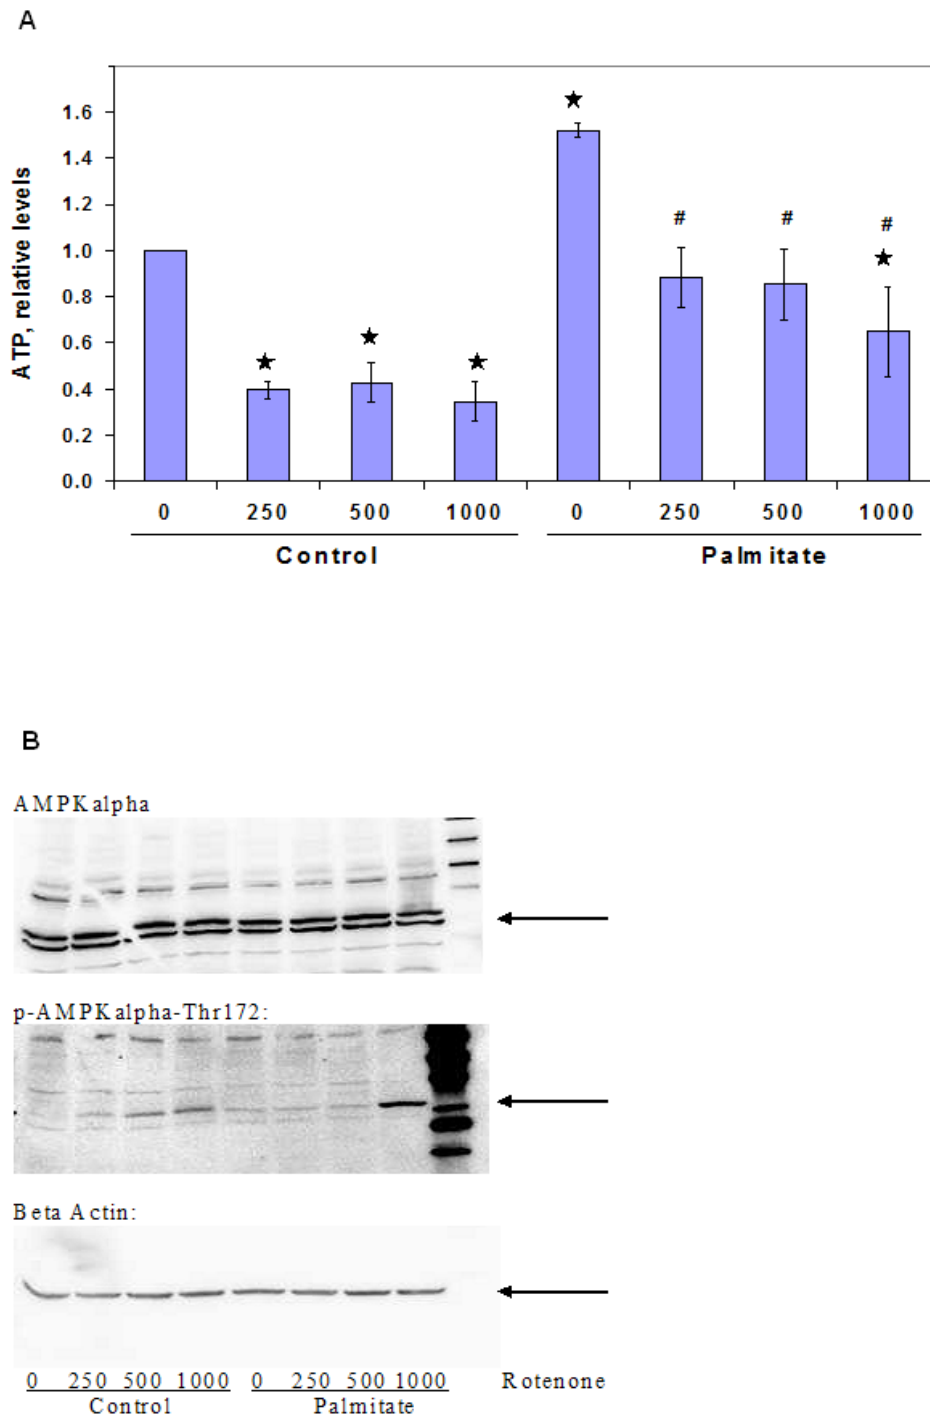 A
ATP, relative levels
1.6
1.4
1.2
1.0
0.8
0.6
0.4
0.2
0.0
★
★
★
★
#
#
#
★
0 250 500 1000 0 250 500 1000
Control Palmitate
B
AMPKalpha
p-AMPKalpha-Thr172:
Beta Actin:
0 250 500 1000 0 250 500 1000 Rotenone
Control Palmitate